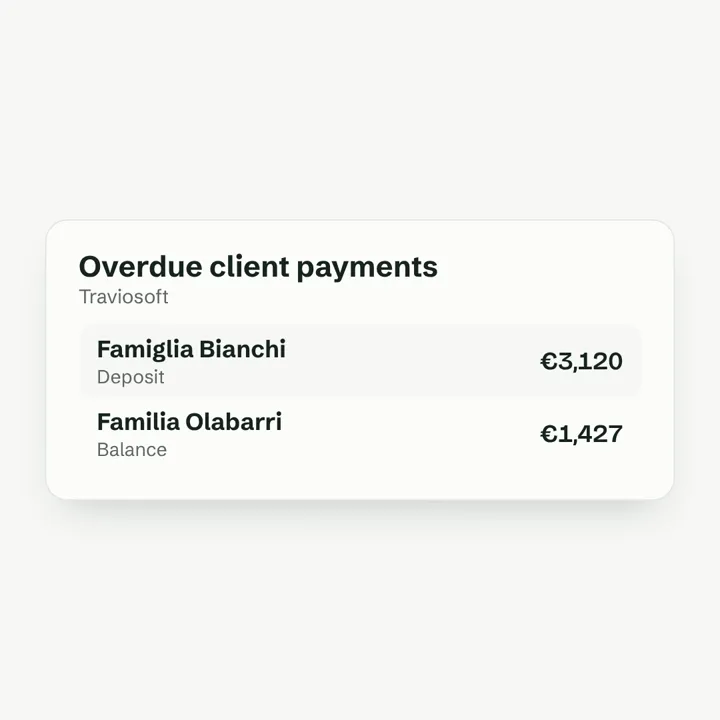 Overdue client payments
Traviosoft
Famiglia Bianchi
Deposit
€3,120
Familia Olabarri
Balance
€1,427